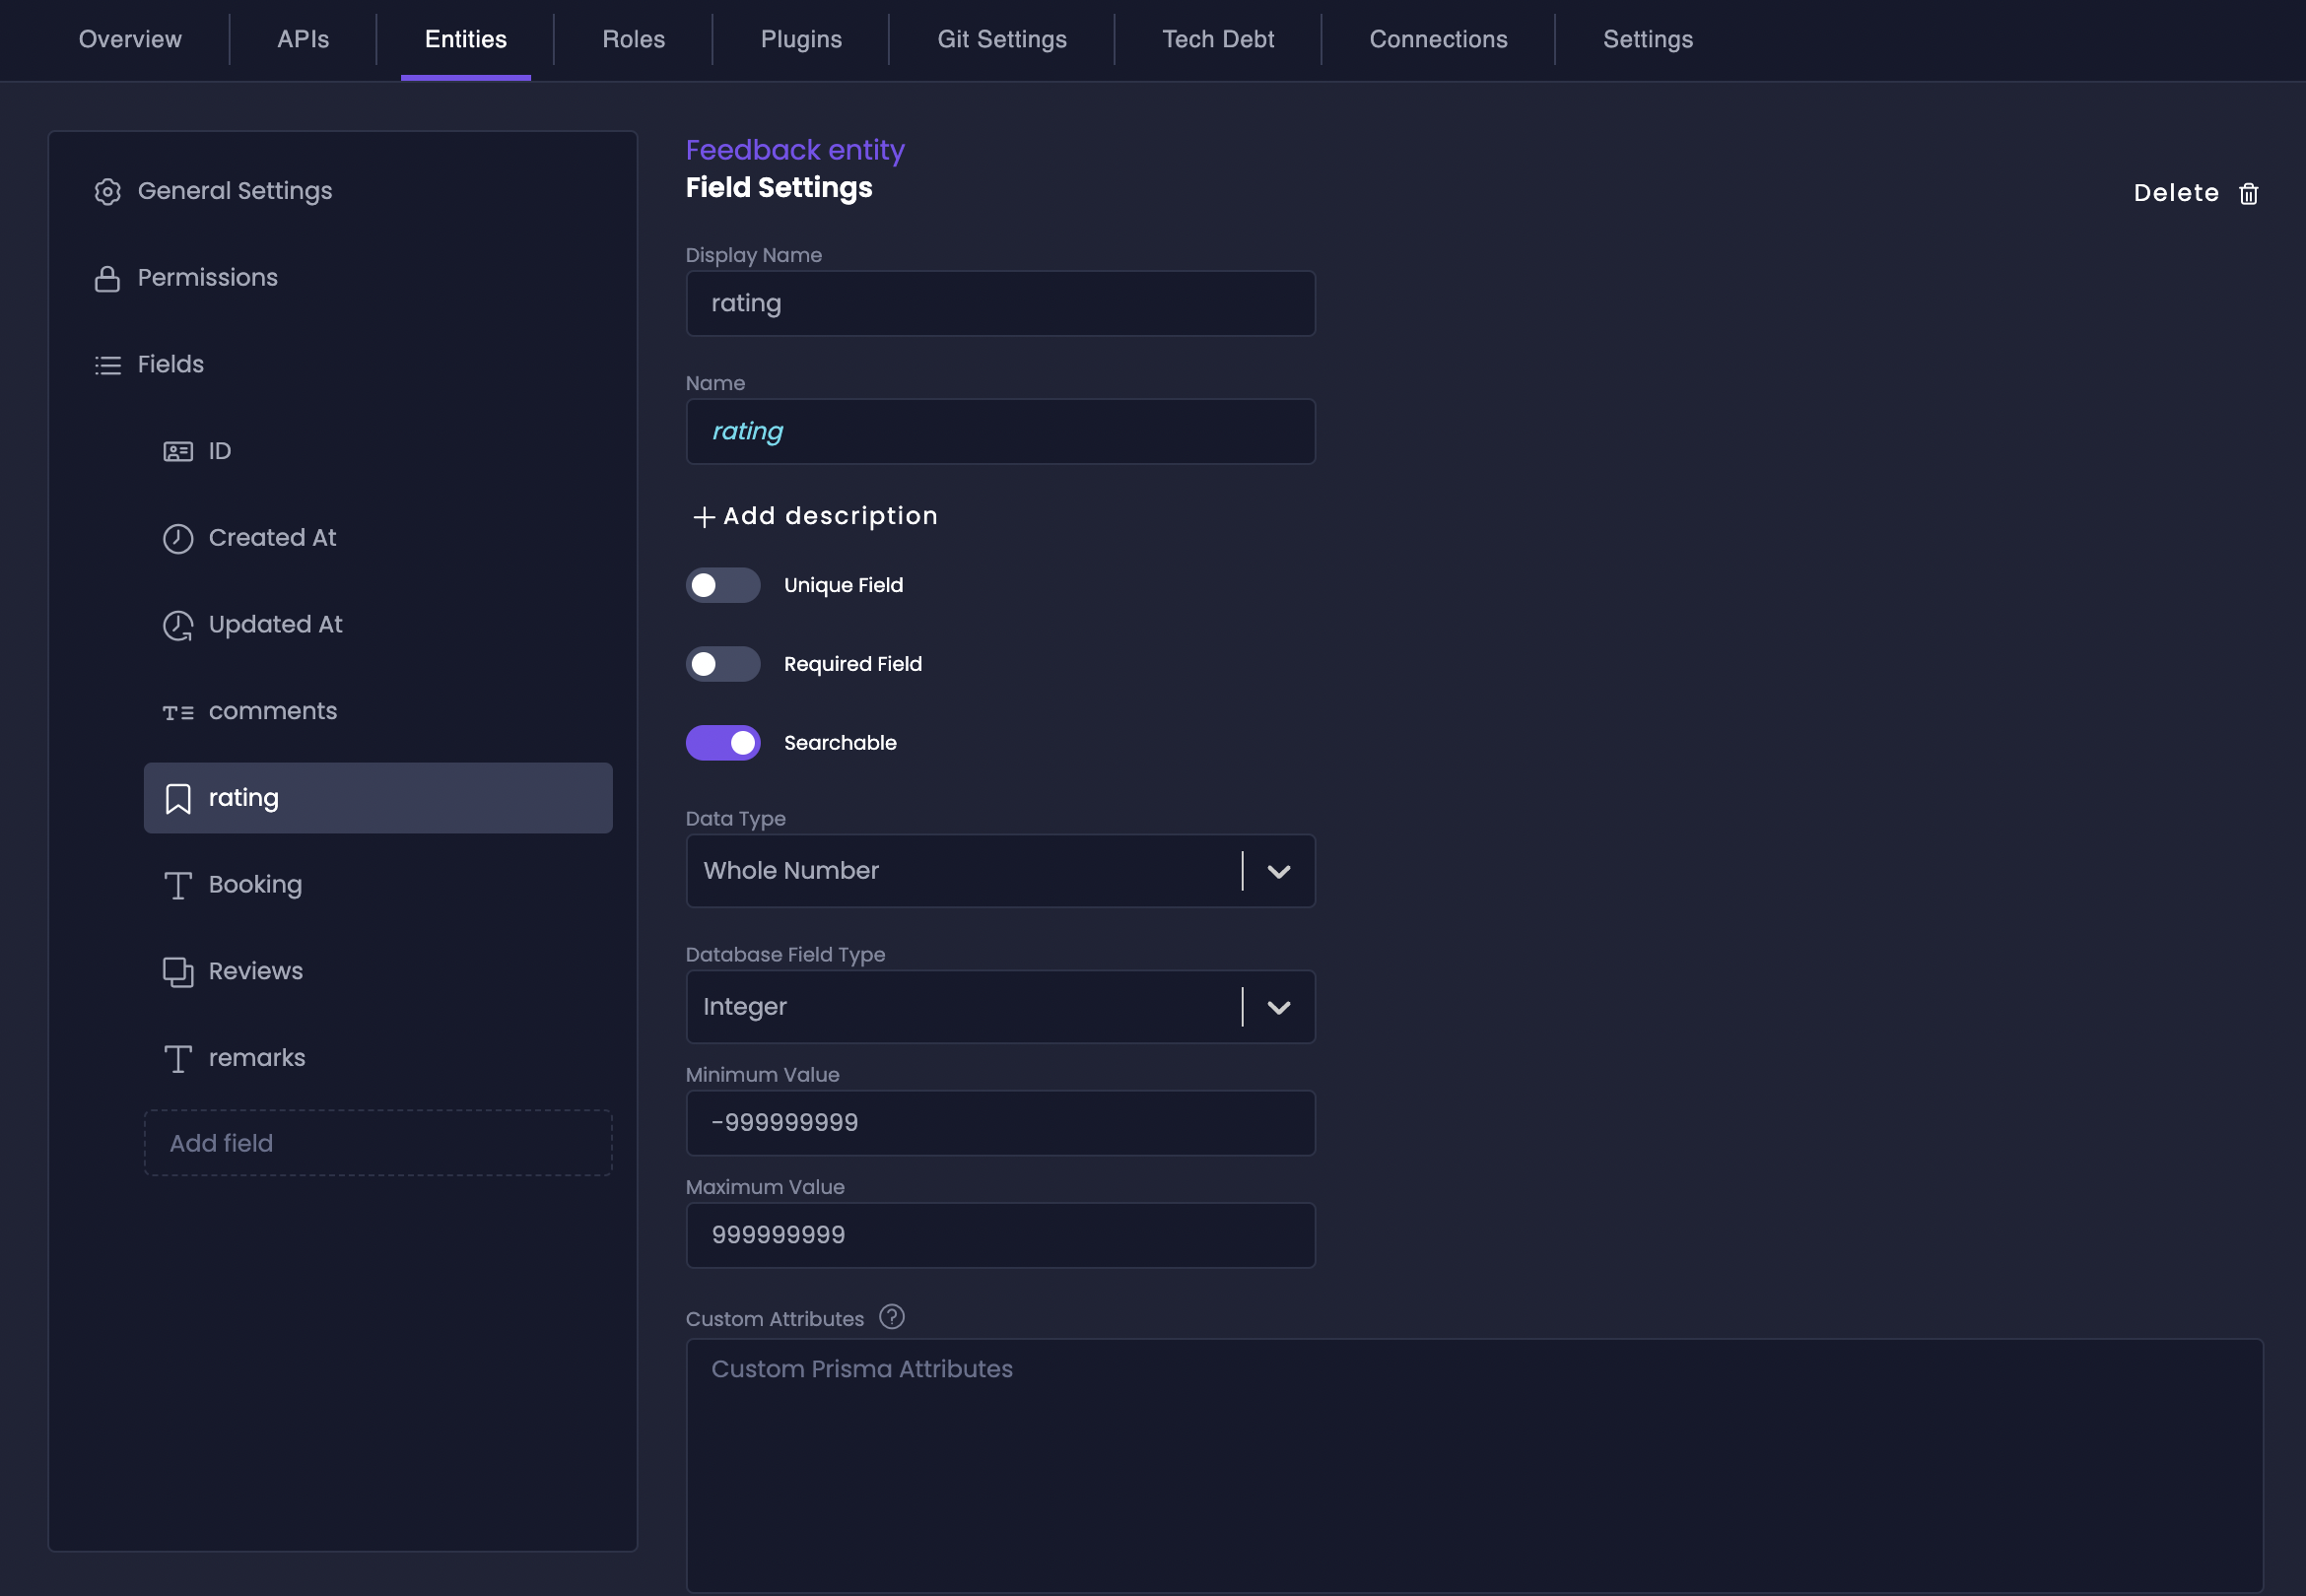 Overview
APIs
Entities
Roles
Plugins
Git Settings
Tech Debt
Connections
Settings
General Settings
Permissions
Fields
ID
Created At
Updated At
comments
rating
Booking
Reviews
remarks
Add field
Feedback entity
Field Settings
Delete
Display Name
rating
Name
rating
Add description
Unique Field
Required Field
Searchable
Data Type
Whole Number
Database Field Type
Integer
Minimum Value
-999999999
Maximum Value
999999999
Custom Attributes
Custom Prisma Attributes